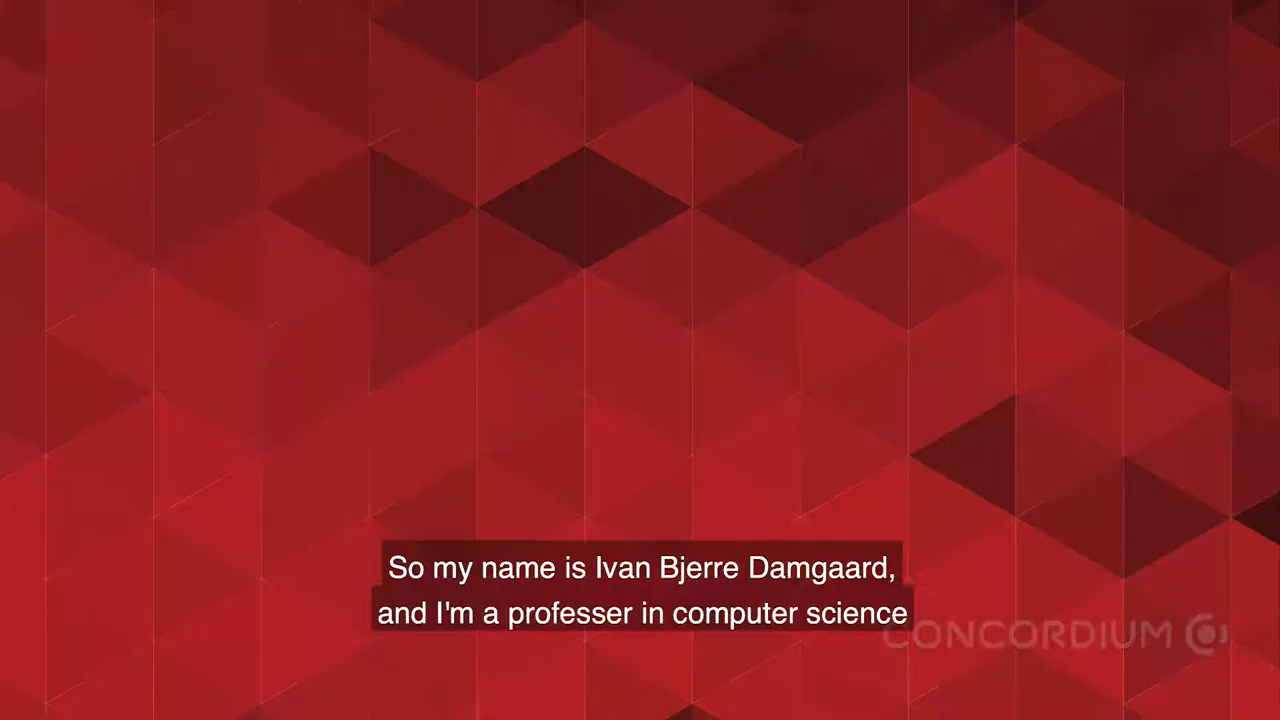 So my name is Ivan Bjerre Damgaard,
and I'm a professer in computer science
CONCORDIUM